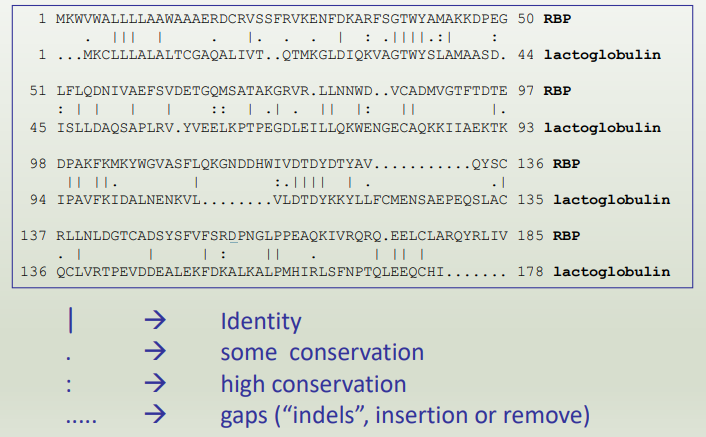 1 MKWVWALLLLAAWAAAERDCRVSSFRVKENFDKARFSGTWYAMAKKDPEG 50 RBP
. ||| | . |. . . | : .||||.:| :
1 ...MKCLLLALALTCGAQALIVT..QTMKGLDIQKVAGTWYSLAMAASD. 44 lactoglobulin
51 LFLQDNIVAEFSVDETGQMSATAKGRVR.LLNNWD..VCADMVGTFTDTE 97 RBP
: | | | | :: | .| . || |: || |.
45 ISLLDAQSAPLRV.YVEELKPTPEGDLEILLQKWENGECAQKKIIAEKTK 93 lactoglobulin
98 DPAKFKMKYWGVASFLQKGNDDHWIVDTDYDTYAV...........QYSC 136 RBP
|| ||. | :.|||| | . .|
94 IPAVFKIDALNENKVL........VLDTDYKKYLLFCMENSAEPEQSLAC 135 lactoglobulin
137 RLLNLDGTCADSYSFVFSRDPNGLPPEAQKIVRQRQ.EELCLARQYRLIV 185 RBP
. | | | : || . | || |
136 QCLVRTPEVDDEALEKFDKALKALPMHIRLSFNPTQLEEQCHI....... 178 lactoglobulin
| → Identity
. → some conservation
: → high conservation
..... → gaps (“indels”, insertion or remove)